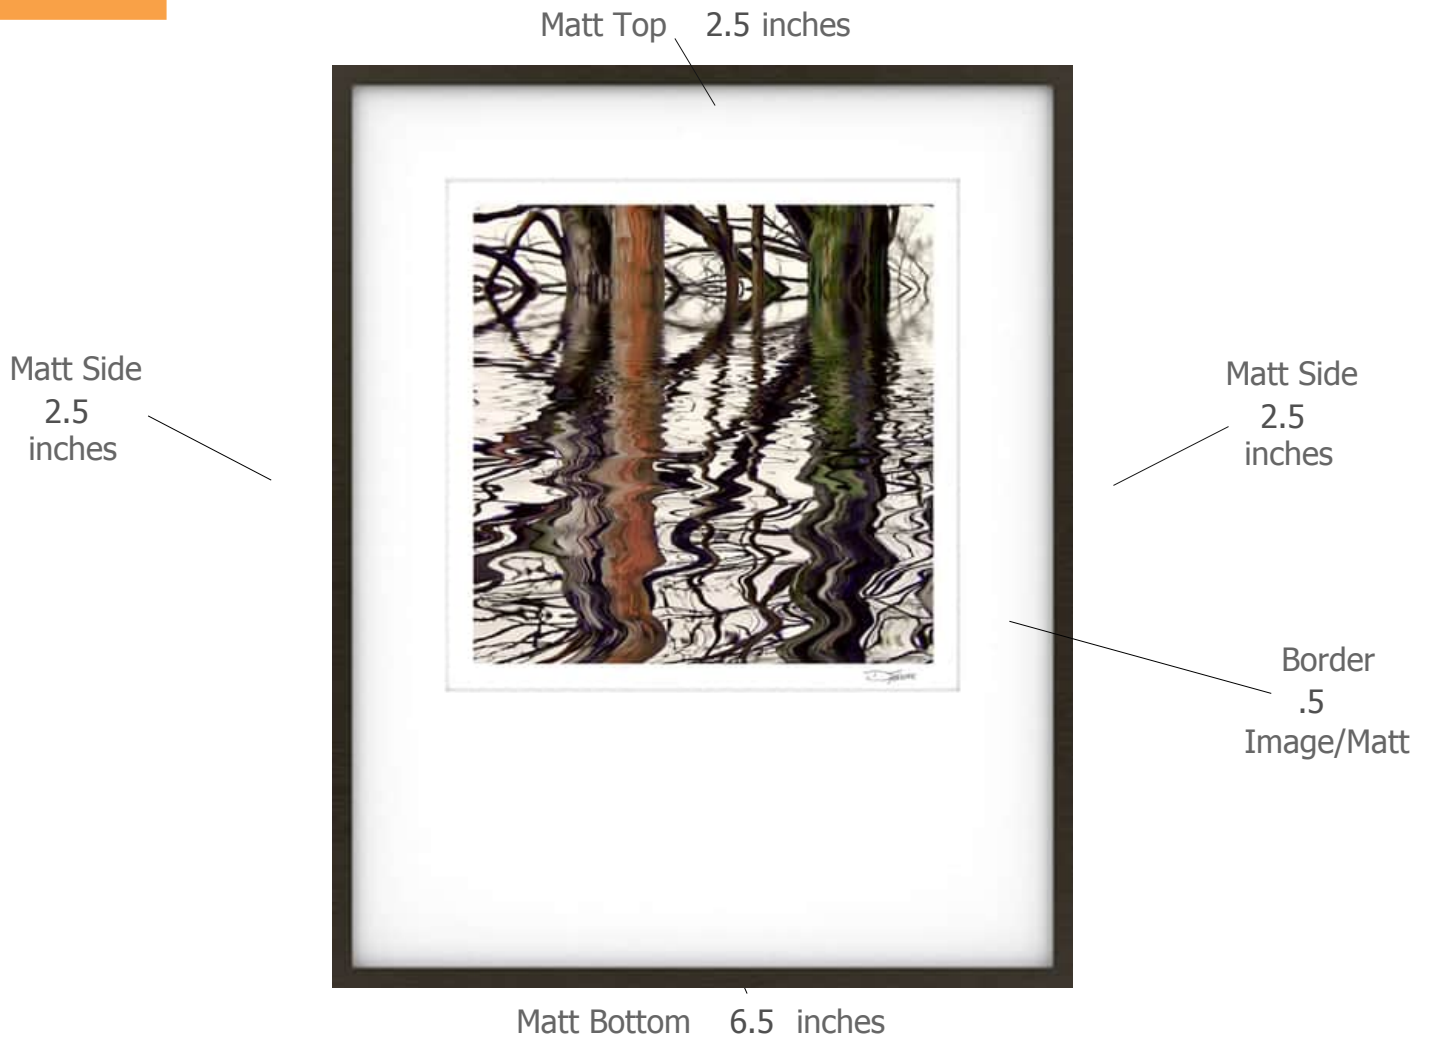 Matt Top 2.5 inches
Matt Side
2.5
inches
Matt Side
2.5
inches
Border
.5
Image/Matt
Matt Bottom 6.5 inches